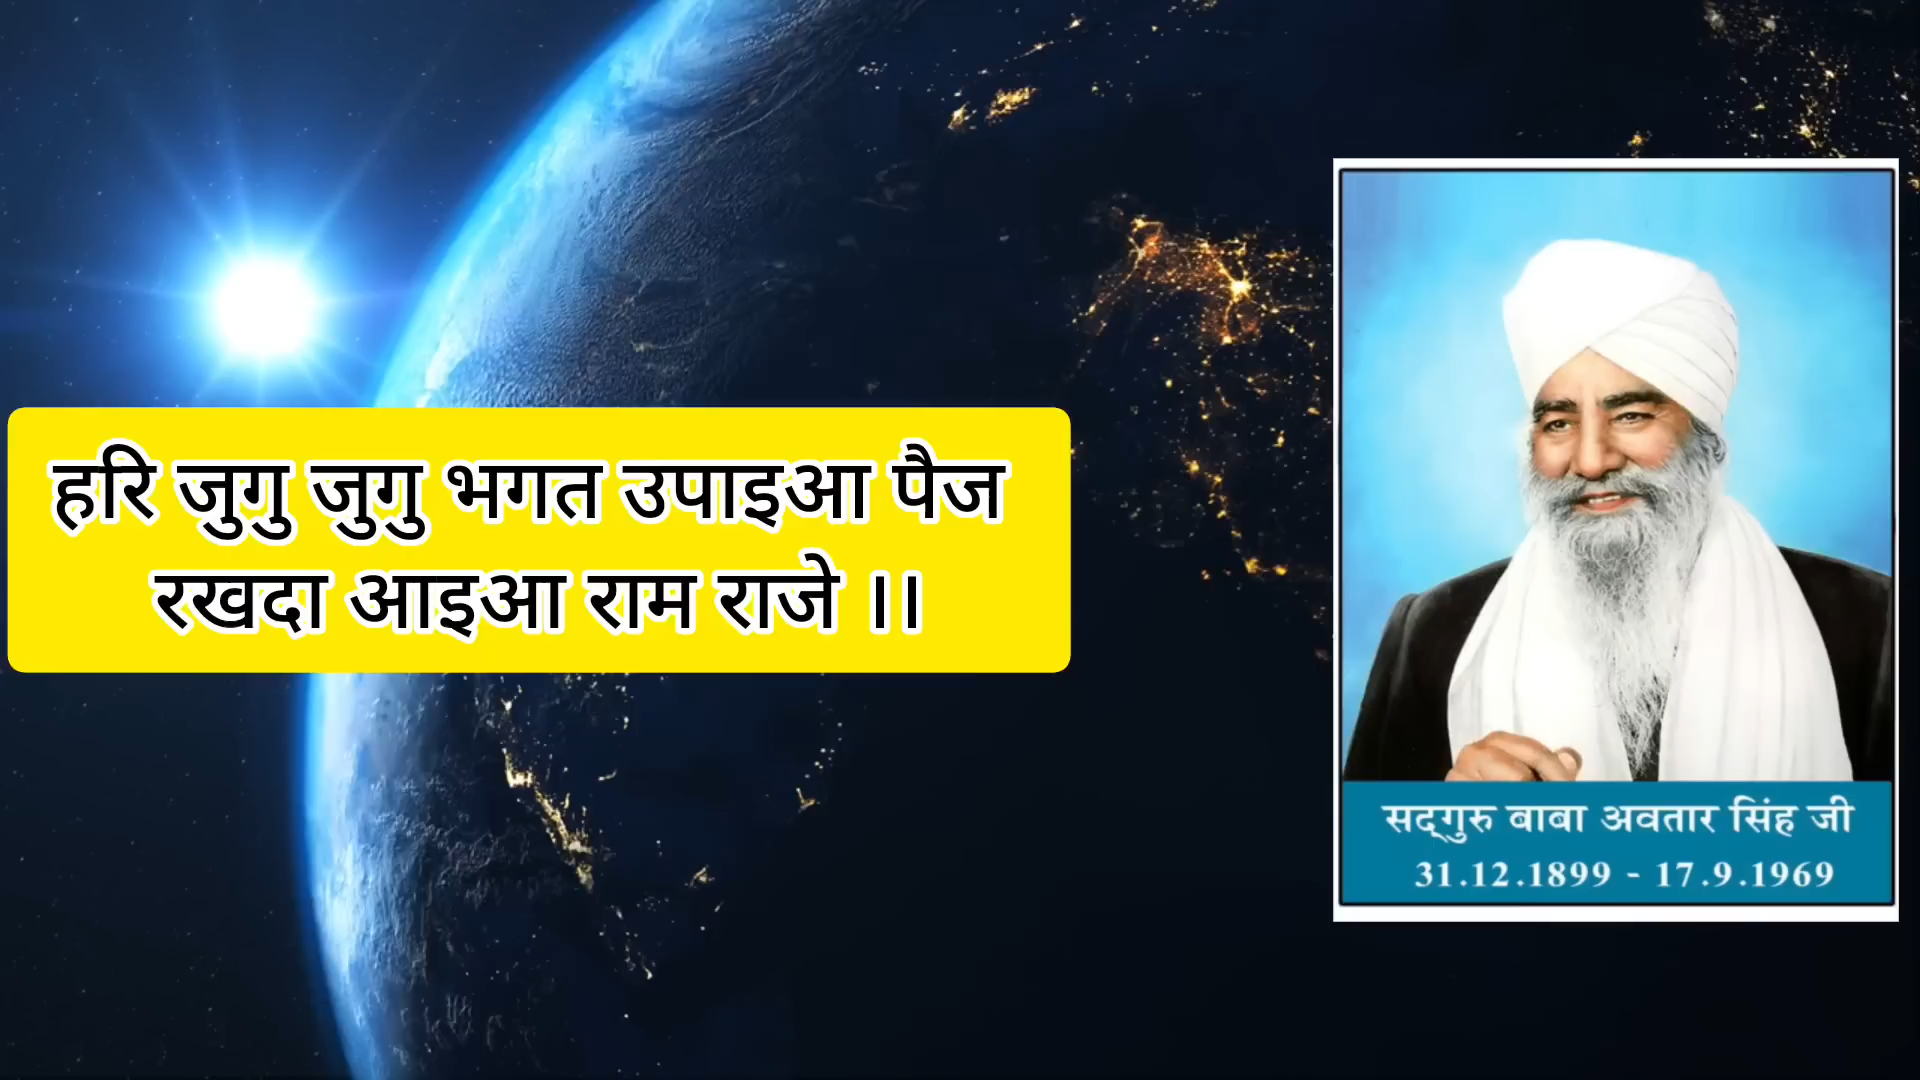 हरि जुगु जुगु भगत उपाइआ पैज
रखदा आइआ राम राजे ।।
सद्गुरु बाबा अवतार सिंह जी
31.12.1899 - 17.9.1969